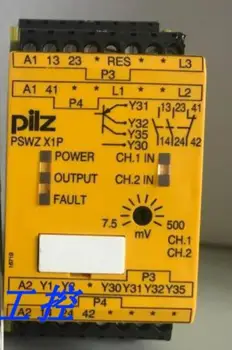 A1 13 23 * RES * * L3
P3
A1 41 * * L1 * * L2
P4
pilz
PSWZ X1P
Y31
Y32
Y35
Y30
13 23 41
14 24 42
POWER
OUTPUT
FAULT
CH.1 IN
CH.2 IN
7.5 500
mV
CH.1
CH.2
P3
A2 Y1 Y2 * Y30 Y31 Y32 Y35
P4
A2 24 42 * * * *
工控